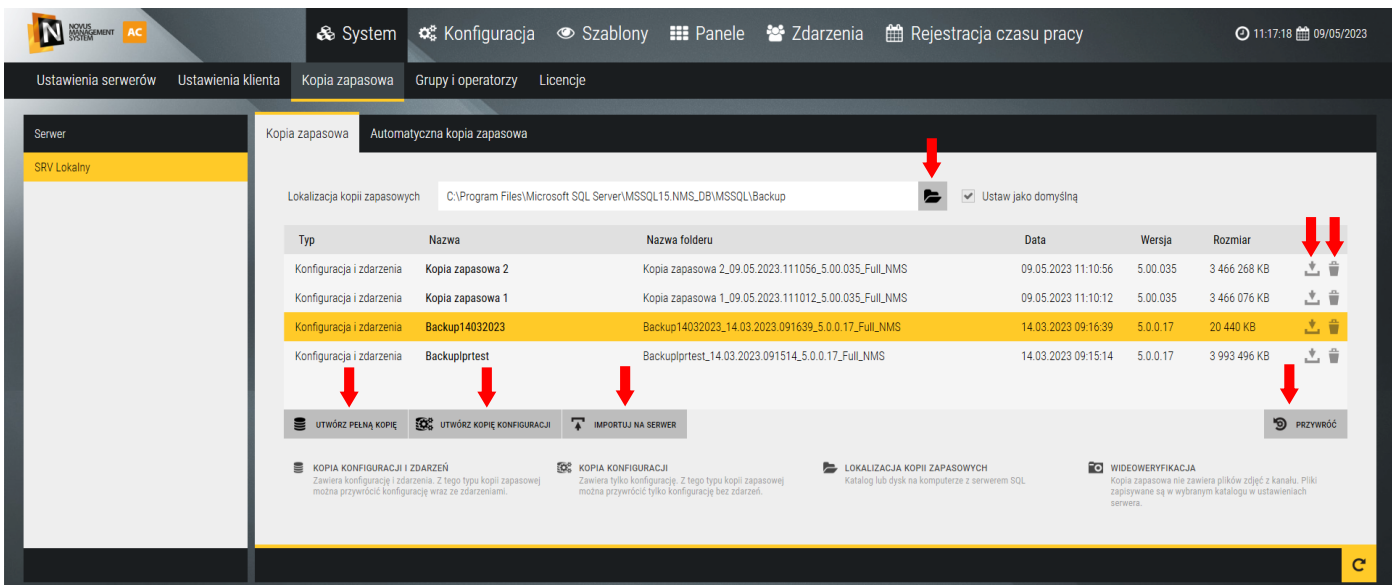 NOVUS
MANAGEMENT
SYSTEM
AC
System Konfiguracja Szablony Panele Zdarzenia Rejestracja czasu pracy
11:17:18 09/05/2023
Ustawienia serwerów Ustawienia klienta Kopia zapasowa Grupy i operatorzy Licencje
Serwer
SRV Lokalny
Kopia zapasowa Automatyczna kopia zapasowa
Lokalizacja kopii zapasowych C:\Program Files\Microsoft SQL Server\MSSQL15.NMS_DB\MSSQL\Backup Ustaw jako domyślną
Typ Nazwa Nazwa folderu Data Wersja Rozmiar
Konfiguracja i zdarzenia Kopia zapasowa 2 Kopia zapasowa 2_09.05.2023.111056_5.00.035_Full_NMS 09.05.2023 11:10:56 5.00.035 3 466 268 KB
Konfiguracja i zdarzenia Kopia zapasowa 1 Kopia zapasowa 1_09.05.2023.111012_5.00.035_Full_NMS 09.05.2023 11:10:12 5.00.035 3 466 076 KB
Konfiguracja i zdarzenia Backup14032023 Backup14032023_14.03.2023.091639_5.0.0.17_Full_NMS 14.03.2023 09:16:39 5.0.0.17 20 440 KB
Konfiguracja i zdarzenia Backuplprtest Backuplprtest_14.03.2023.091514_5.0.0.17_Full_NMS 14.03.2023 09:15:14 5.0.0.17 3 993 496 KB
UTWÓRZ PEŁNĄ KOPIĘ UTWÓRZ KOPIĘ KONFIGURACJI IMPORTUJ NA SERWER PRZYWRÓĆ
KOPIA KONFIGURACJI I ZDARZEŃ
Zawiera konfigurację i zdarzenia. Z tego typu kopii zapasowej
można przywrócić konfigurację wraz ze zdarzeniami.
KOPIA KONFIGURACJI
Zawiera tylko konfigurację. Z tego typu kopii zapasowej
można przywrócić tylko konfigurację bez zdarzeń.
LOKALIZACJA KOPII ZAPASOWYCH
Katalog lub dysk na komputerze z serwerem SQL
WIDEOWERYFIKACJA
Kopia zapasowa nie zawiera plików zdjęć z kanału. Pliki
zapisywane są w wybranym katalogu w ustawieniach
serwera.